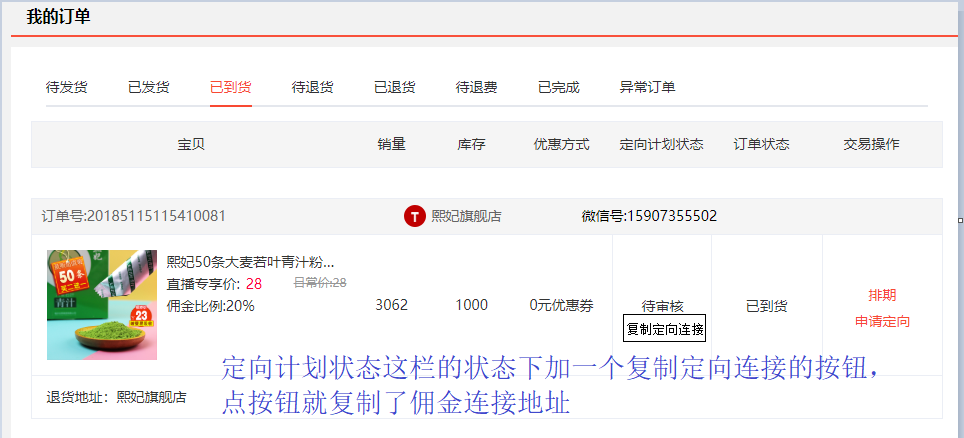 我的订单
待发货 已发货 已到货 待退货 已退货 待退费 已完成 异常订单
宝贝 销量 库存 优惠方式 定向计划状态 订单状态 交易操作
订单号:20185115115410081 T 熙妃旗舰店 微信号:15907355502
熙妃50条大麦若叶青汁粉...
直播专享价: 28 日常价:28
佣金比例:20% 3062 1000 0元优惠券 待审核 已到货 排期
复制定向连接 申请定向
50条
青汁
23
定向计划状态这栏的状态下加一个复制定向连接的按钮，
点按钮就复制了佣金连接地址
退货地址：熙妃旗舰店